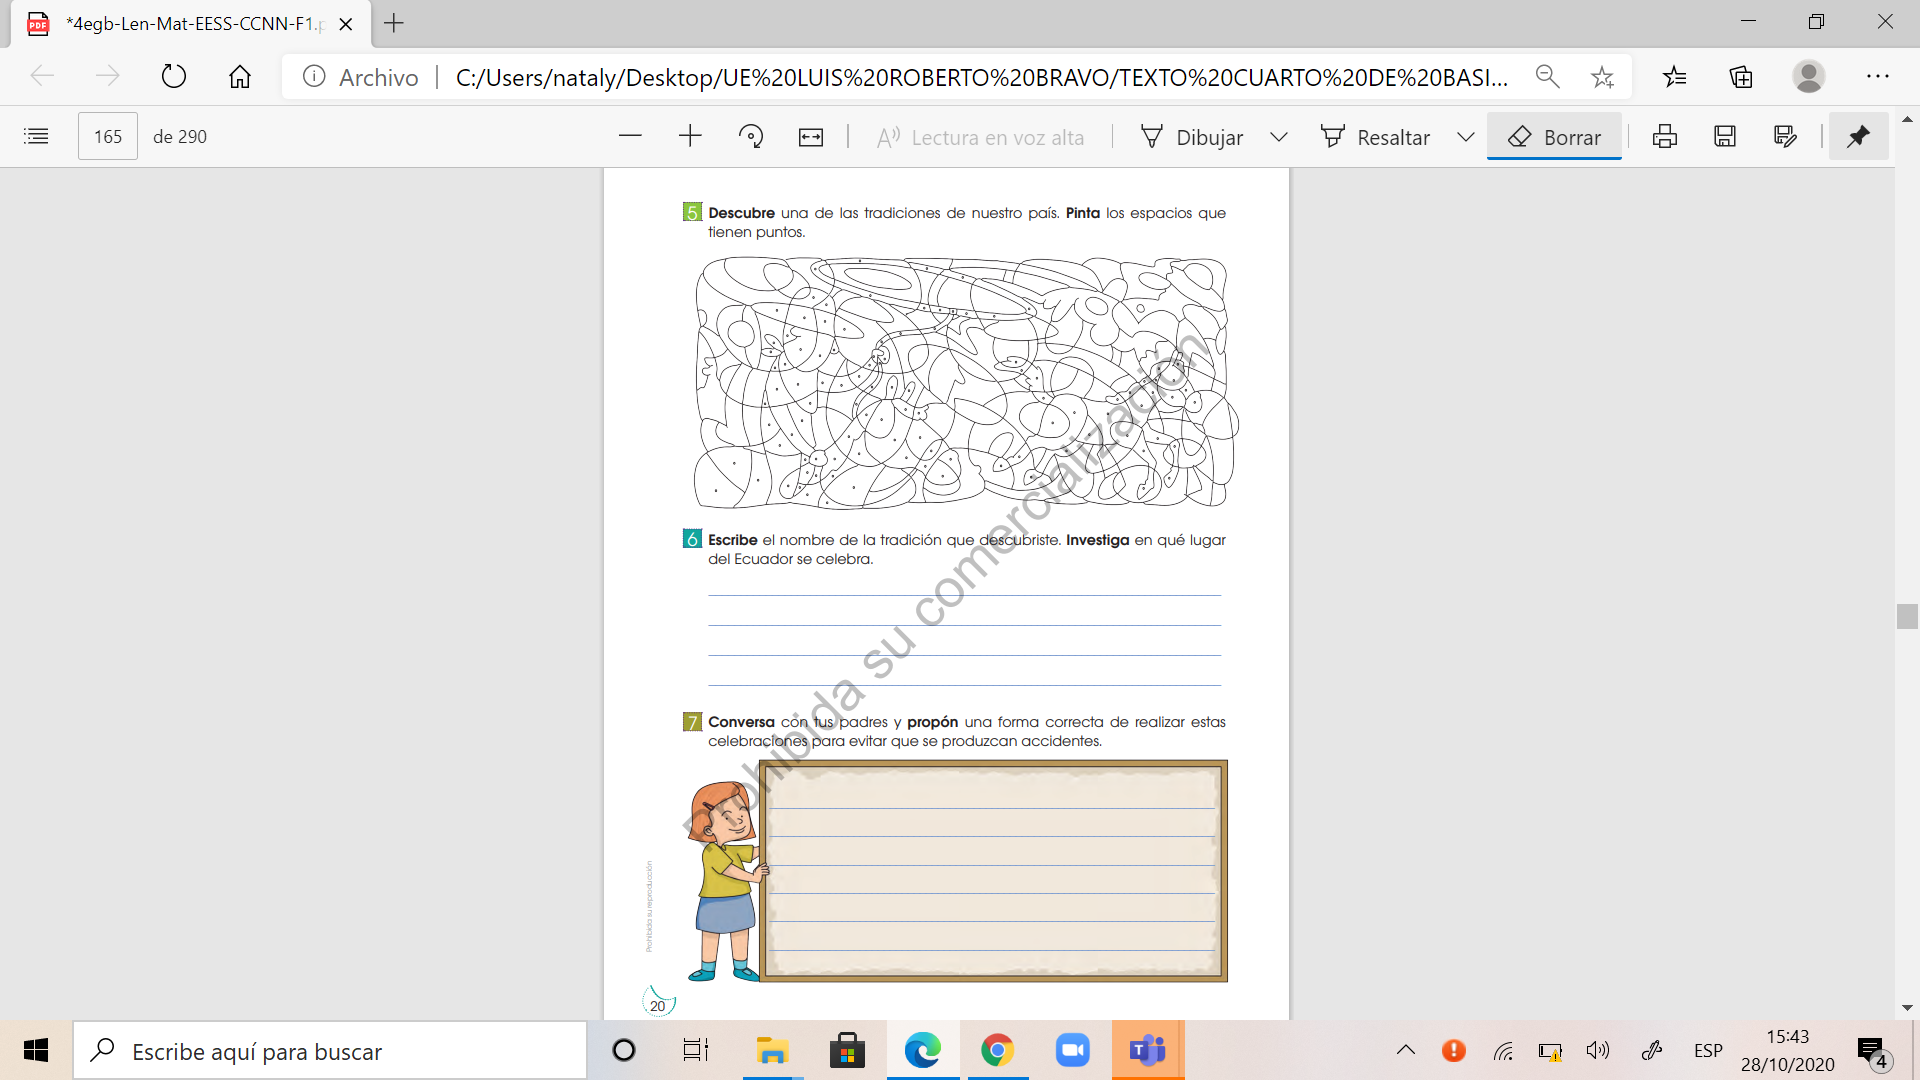 *4egb-Len-Mat-EESS-CCNN-F1.p
Archivo
C:/Users/nataly/Desktop/UE%20LUIS%20ROBERTO%20BRAVO/TEXTO%20CUARTO%20DE%20BASI...
165
de 290
Lectura en voz alta
Dibujar
Resaltar
Borrar
5 Descubre una de las tradiciones de nuestro país. Pinta los espacios que
tienen puntos.
6 Escribe el nombre de la tradición que descubriste. Investiga en qué lugar
del Ecuador se celebra.
7 Conversa con tus padres y propón una forma correcta de realizar estas
celebraciones para evitar que se produzcan accidentes.
Prohibida su comercialización
Prohibida su reproducción
20
Escribe aquí para buscar
ESP
15:43
28/10/2020
4